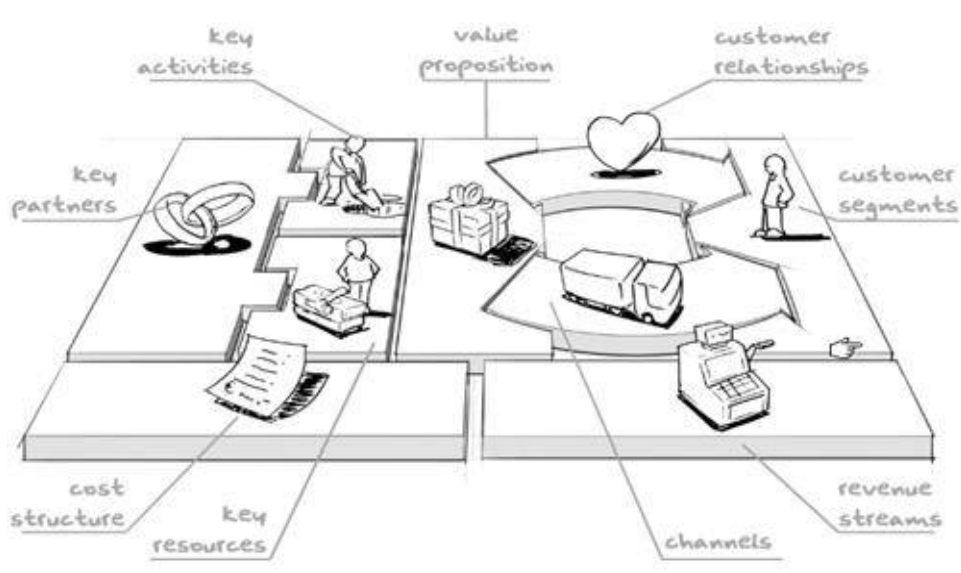 key
activities
value
proposition
customer
relationships
key
partners
customer
segments
cost
structure
key
resources
channels
revenue
streams